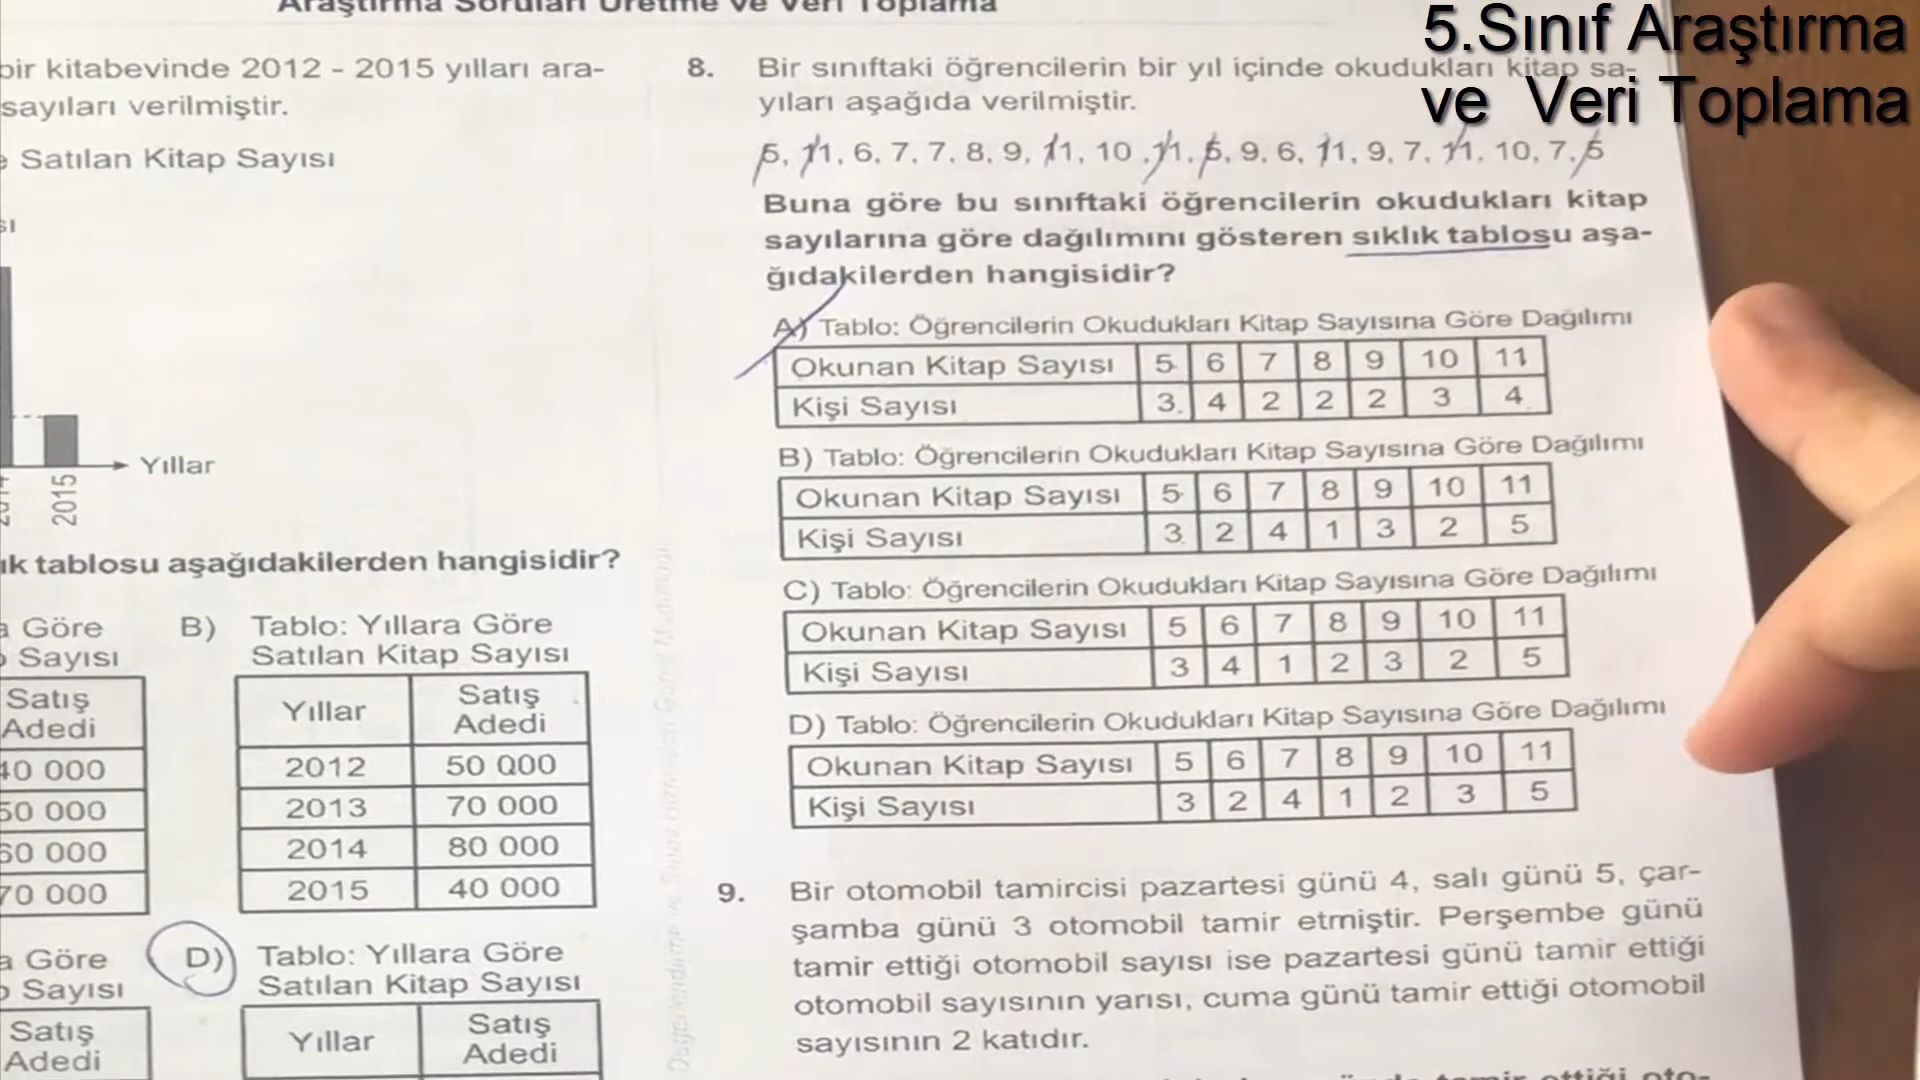 Araştırma Soruları Üretme ve Veri Toplama
5.Sınıf Araştırma
ve Veri Toplama
bir kitabevinde 2012 - 2015 yılları ara-
sayıları verilmiştir.
Satılan Kitap Sayısı
Yıllar
2015
tablosu aşağıdakilerden hangisidir?
Göre
Sayısı
Satış
Adedi
40 000
50 000
60 000
70 000
B) Tablo: Yıllara Göre
Satılan Kitap Sayısı
Yıllar Satış
Adedi
2012 50 000
2013 70 000
2014 80 000
2015 40 000
Göre
Sayısı
Satış
Adedi
D) Tablo: Yıllara Göre
Satılan Kitap Sayısı
Yıllar Satış
Adedi
8. Bir sınıftaki öğrencilerin bir yıl içinde okudukları kitap sa-
yıları aşağıda verilmiştir.
5, 11, 6, 7, 7, 8, 9, 11, 10, 11, 5, 9, 6, 11, 9, 7, 11, 10, 7, 5
Buna göre bu sınıftaki öğrencilerin okudukları kitap
sayılarına göre dağılımını gösteren sıklık tablosu aşa-
ğıdakilerden hangisidir?
A) Tablo: Öğrencilerin Okudukları Kitap Sayısına Göre Dağılımı
Okunan Kitap Sayısı 5 6 7 8 9 10 11
Kişi Sayısı 3 4 2 2 2 3 4
B) Tablo: Öğrencilerin Okudukları Kitap Sayısına Göre Dağılımı
Okunan Kitap Sayısı 5 6 7 8 9 10 11
Kişi Sayısı 3 2 4 1 3 2 5
C) Tablo: Öğrencilerin Okudukları Kitap Sayısına Göre Dağılımı
Okunan Kitap Sayısı 5 6 7 8 9 10 11
Kişi Sayısı 3 4 1 2 3 2 5
D) Tablo: Öğrencilerin Okudukları Kitap Sayısına Göre Dağılımı
Okunan Kitap Sayısı 5 6 7 8 9 10 11
Kişi Sayısı 3 2 4 1 2 3 5
9. Bir otomobil tamircisi pazartesi günü 4, salı günü 5, çar-
şamba günü 3 otomobil tamir etmiştir. Perşembe günü
tamir ettiği otomobil sayısı ise pazartesi günü tamir ettiği
otomobil sayısının yarısı, cuma günü tamir ettiği otomobil
sayısının 2 katıdır.